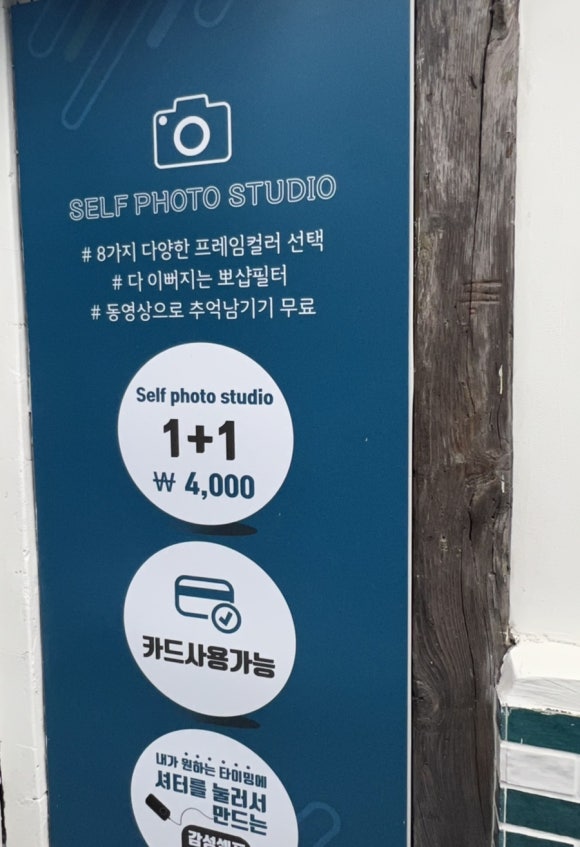 SELF PHOTO STUDIO
# 8가지 다양한 프레임컬러 선택
# 다 이뻐지는 뽀샵필터
# 동영상으로 추억남기기 무료
Self photo studio
1+1
₩ 4,000
카드사용가능
내가 원하는 타이밍에
셔터를 눌러서
만드는